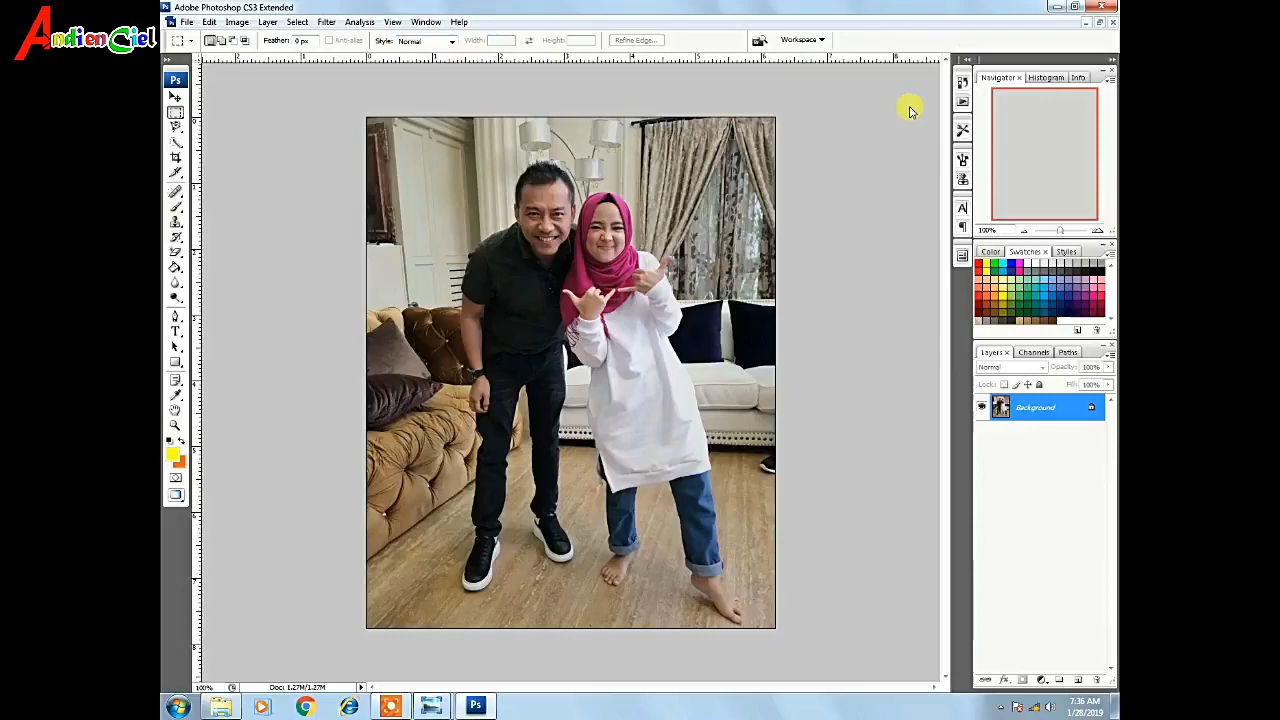 AndienCiel
Adobe Photoshop CS3 Extended
File Edit Image Layer Select Filter Analysis View Window Help
Feather: 0 px Anti-alias Style: Normal Width: Height: Refine Edge... Workspace
Ps
Navigator Histogram Info
100%
Color Swatches Styles
Layers Channels Paths
Normal Opacity: 100%
Lock: Fill: 100%
Background
100% Doc: 1.27M/1.27M
Ps
7:36 AM
1/28/2019